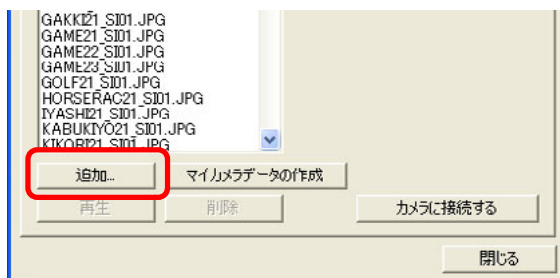 GAKKI21_SI01.JPG
GAME21_SI01.JPG
GAME22_SI01.JPG
GAME23_SI01.JPG
GOLF21_SI01.JPG
HORSERAC21_SI01.JPG
IYASHI21_SI01.JPG
KABUKIYO21_SI01.JPG
KIKORI21_SI01.JPG
追加... マイカメラデータの作成
再生 削除 カメラに接続する
閉じる